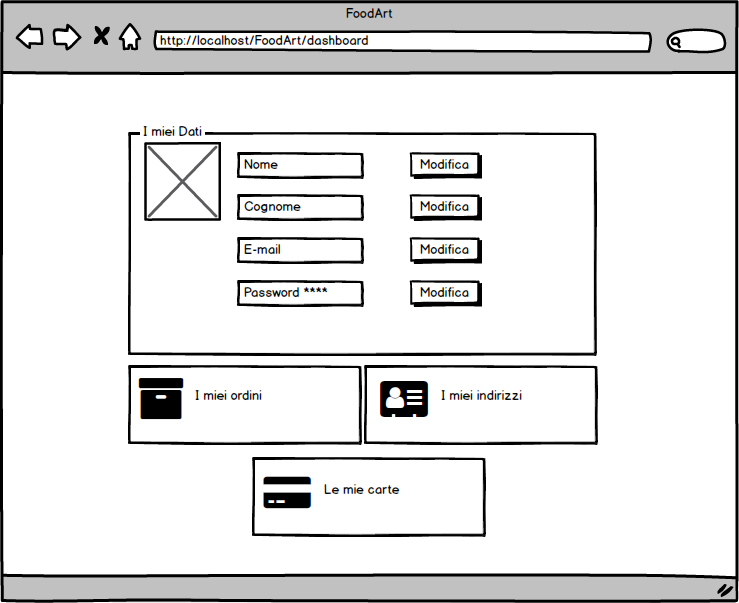 FoodArt
http://localhost/FoodArt/dashboard
I miei Dati
Nome
Modifica
Cognome
Modifica
E-mail
Modifica
Password ****
Modifica
I miei ordini
I miei indirizzi
Le mie carte